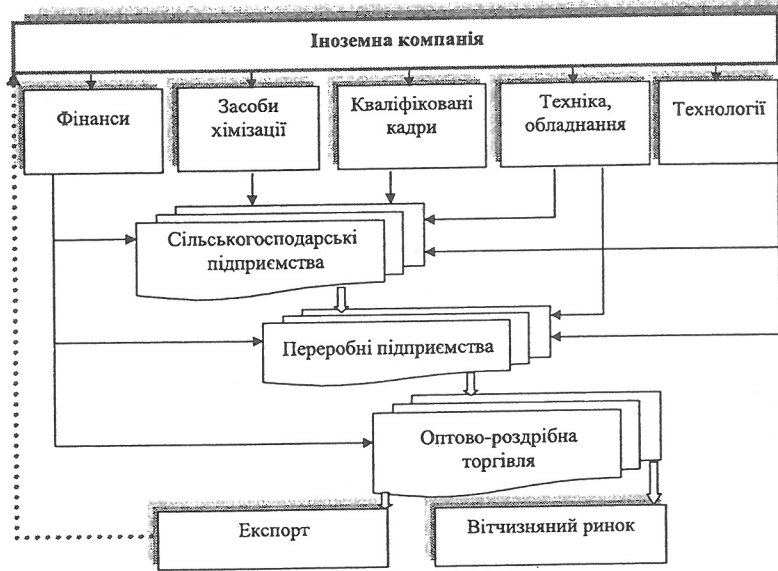 Іноземна компанія
Фінанси
Засоби
хімізації
Кваліфіковані
кадри
Техніка,
обладнання
Технології
Сільськогосподарські
підприємства
Переробні підприємства
Оптово-роздрібна
торгівля
Експорт
Вітчизняний ринок